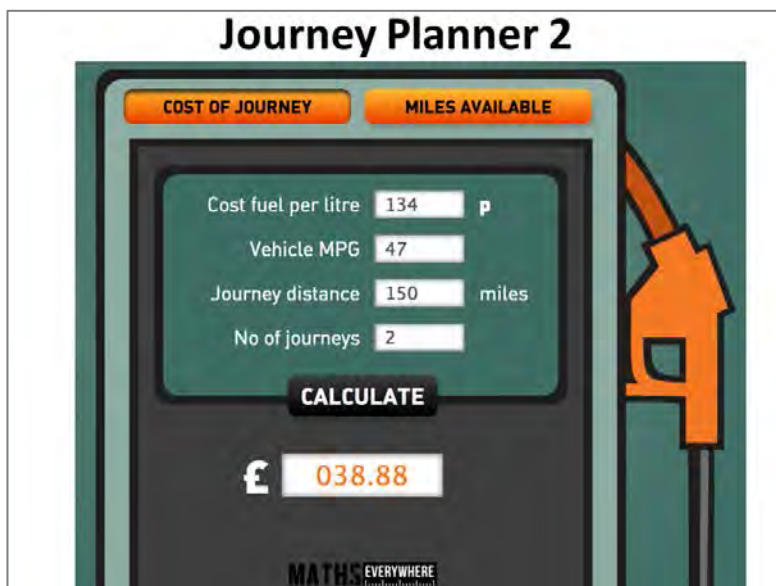 Journey Planner 2
COST OF JOURNEY MILES AVAILABLE
Cost fuel per litre 134 p
Vehicle MPG 47
Journey distance 150 miles
No of journeys 2
CALCULATE
£ 038.88
MATHS EVERYWHERE